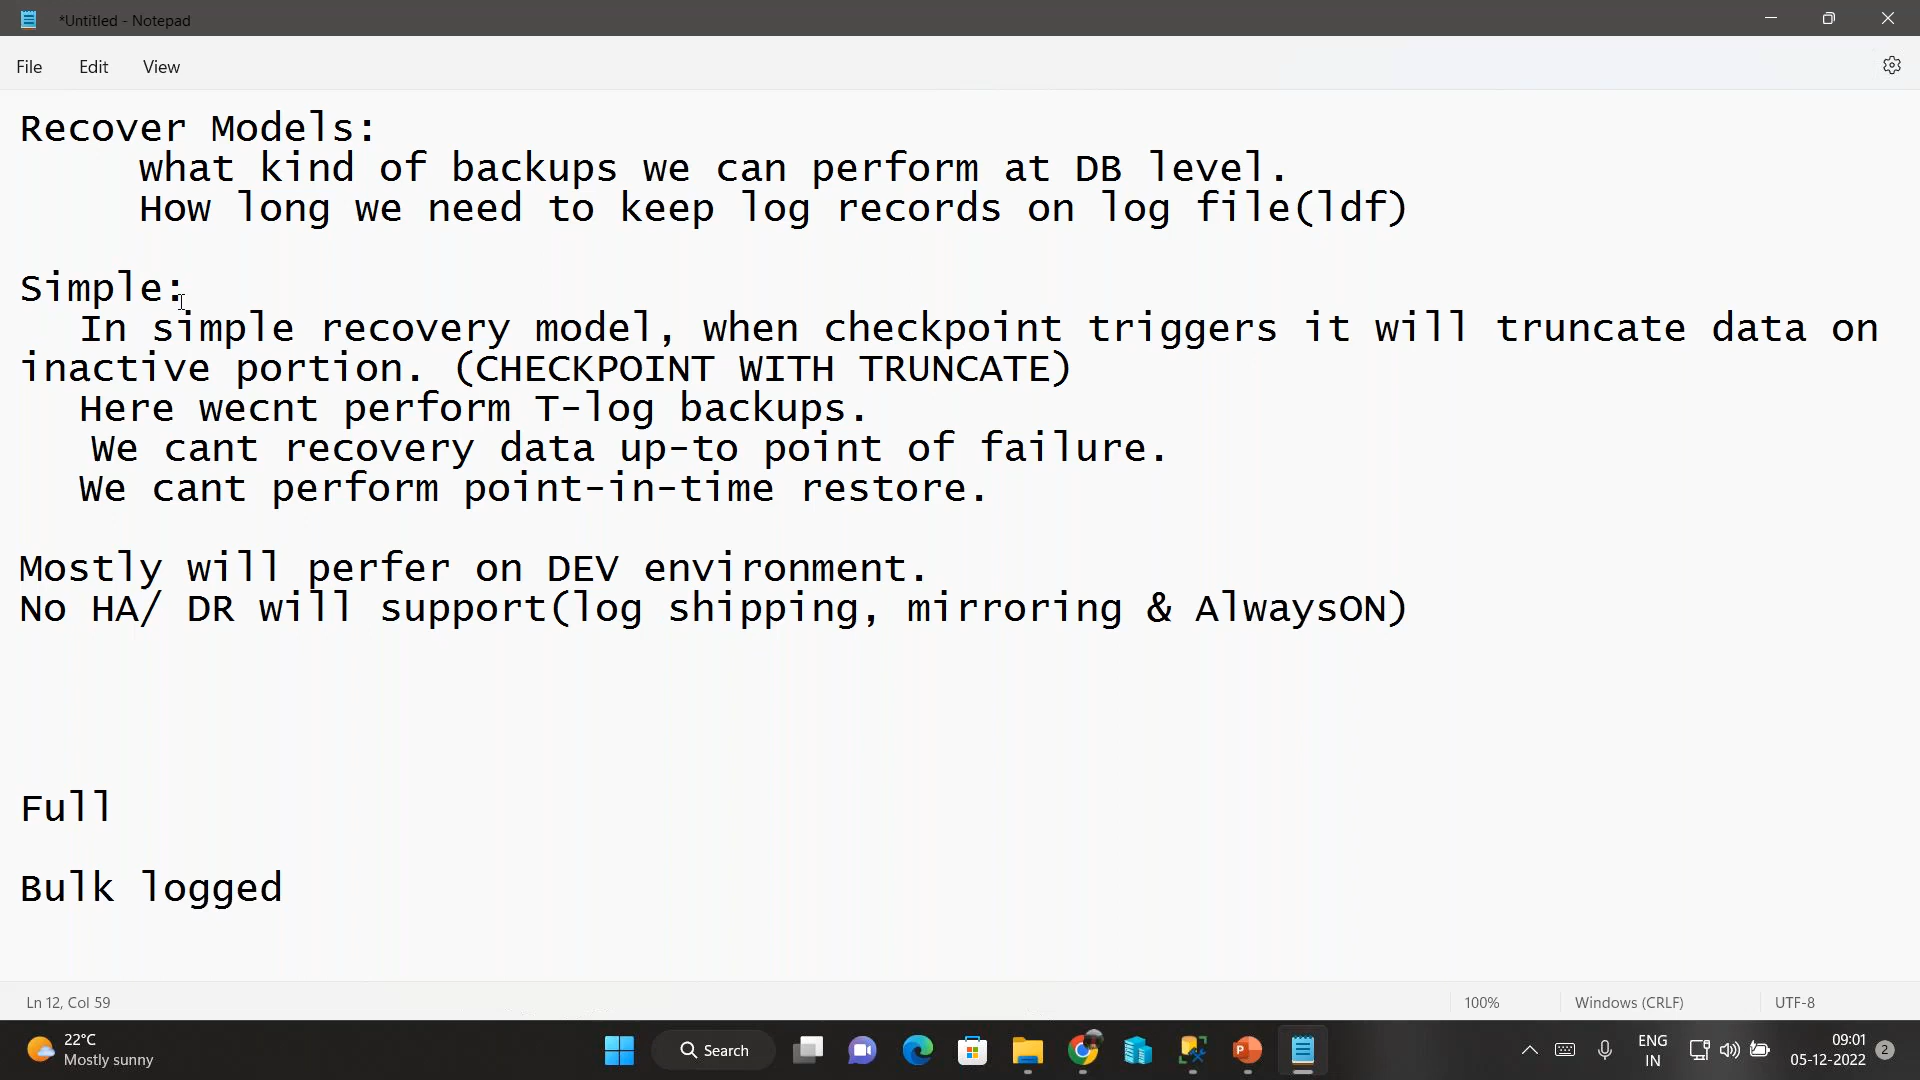 *Untitled - Notepad
File Edit View
Recover Models:
what kind of backups we can perform at DB level.
How long we need to keep log records on log file(ldf)
Simple:
In simple recovery model, when checkpoint triggers it will truncate data on
inactive portion. (CHECKPOINT WITH TRUNCATE)
Here wecnt perform T-log backups.
We cant recovery data up-to point of failure.
We cant perform point-in-time restore.
Mostly will perfer on DEV environment.
No HA/ DR will support(log shipping, mirroring & AlwaysON)
Full
Bulk logged
Ln 12, Col 59 100% Windows (CRLF) UTF-8
22°C
Mostly sunny
Search
ENG
IN
09:01
05-12-2022
2